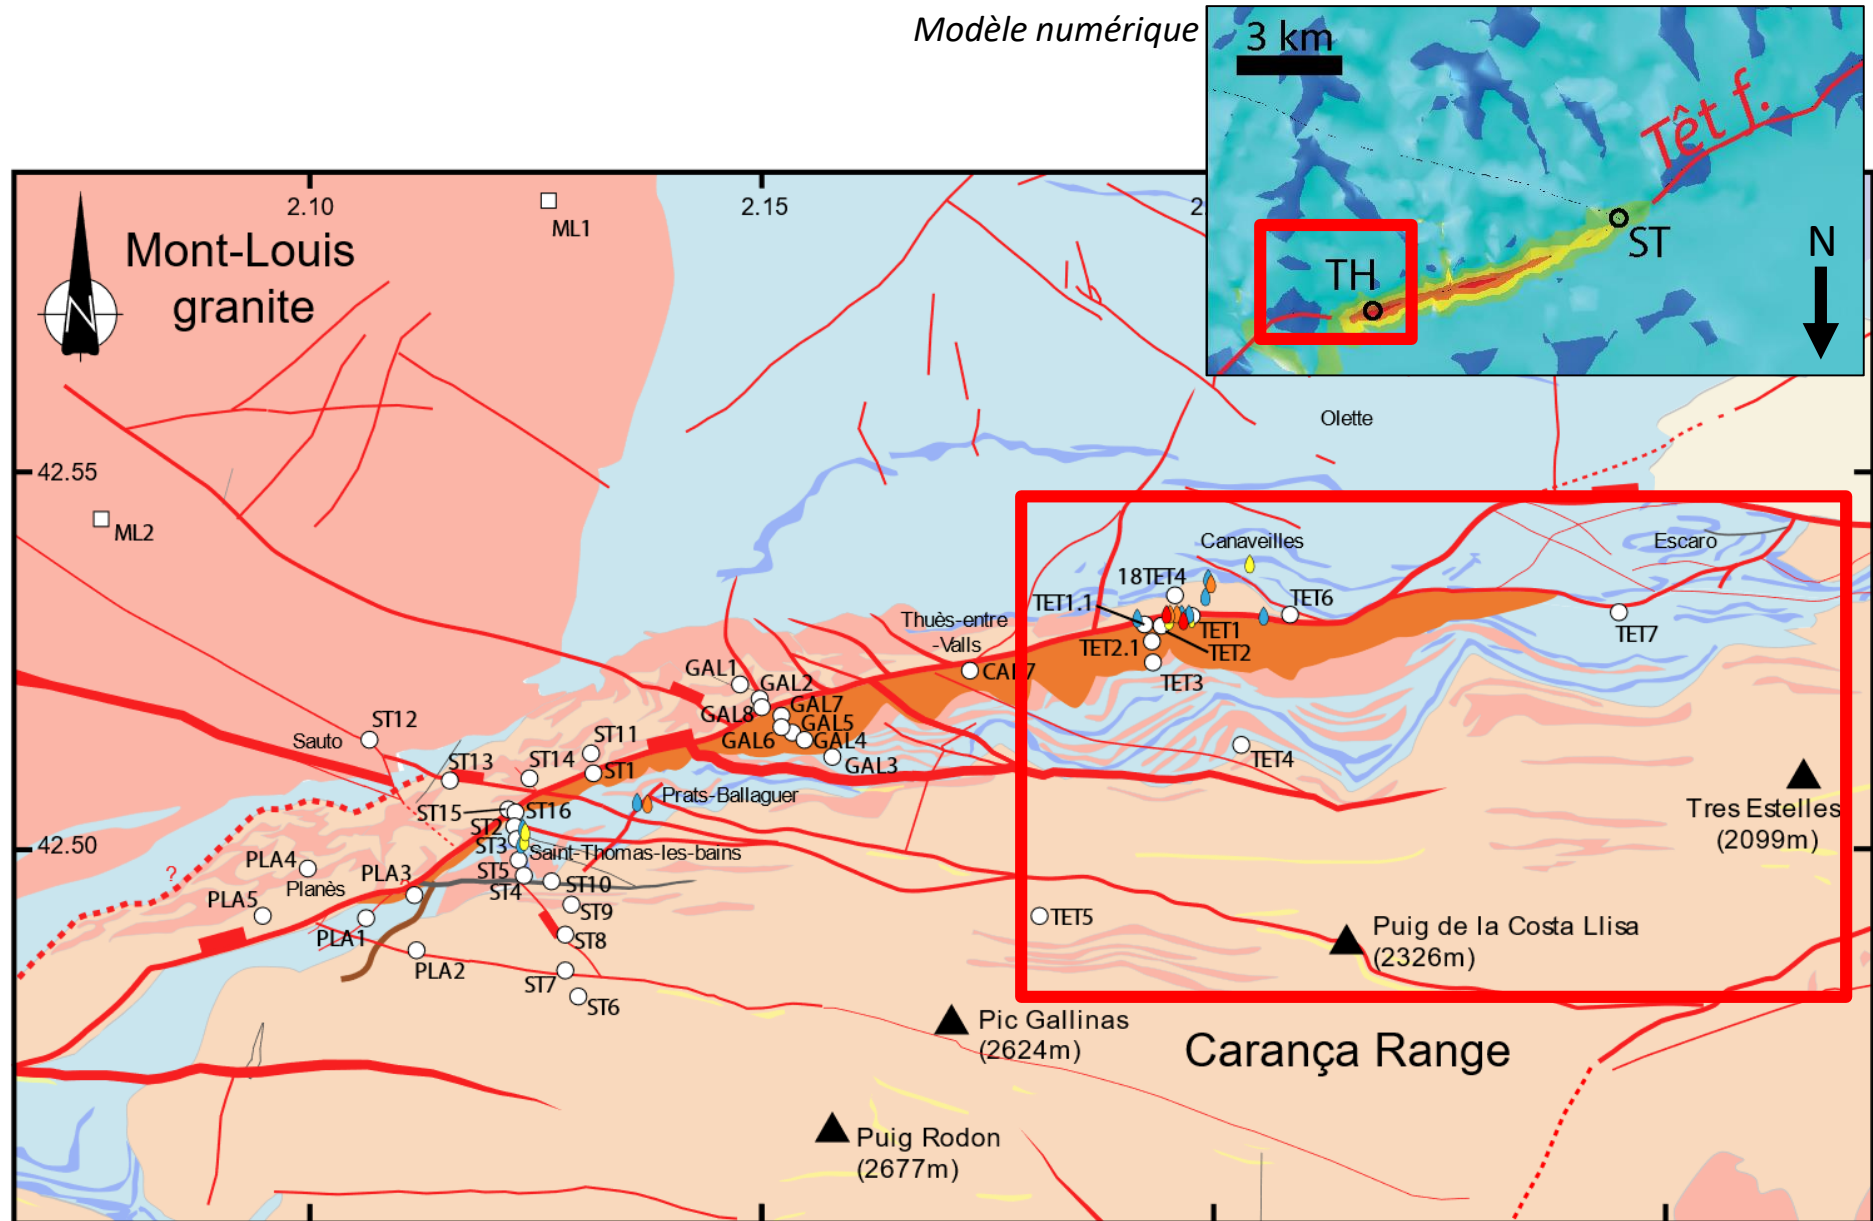 Modèle numérique
3 km
Têt f.
ST
TH
N
2.10
2.15
2
ML1
Mont-Louis
granite
N
Olette
42.55
ML2
Canaveilles
Escaro
18TET4
TET1.1
TET6
TET1
TET7
Thuès-entre
-Valls
TET2.1
TET2
CAR7
TET3
GAL1
GAL2
GAL7
GAL8
GAL5
GAL6
GAL4
GAL3
TET4
ST12
Sauto
ST11
ST14
ST13
ST1
Prats-Ballaguer
Tres Estelles
(2099m)
ST15
ST16
ST2
42.50
ST3
Saint-Thomas-les-bains
PLA4
Planès
PLA3
ST5
ST10
ST4
?
PLA5
ST9
PLA1
ST8
TET5
Puig de la Costa Llisa
(2326m)
PLA2
ST7
ST6
Pic Gallinas
(2624m)
Carança Range
Puig Rodon
(2677m)